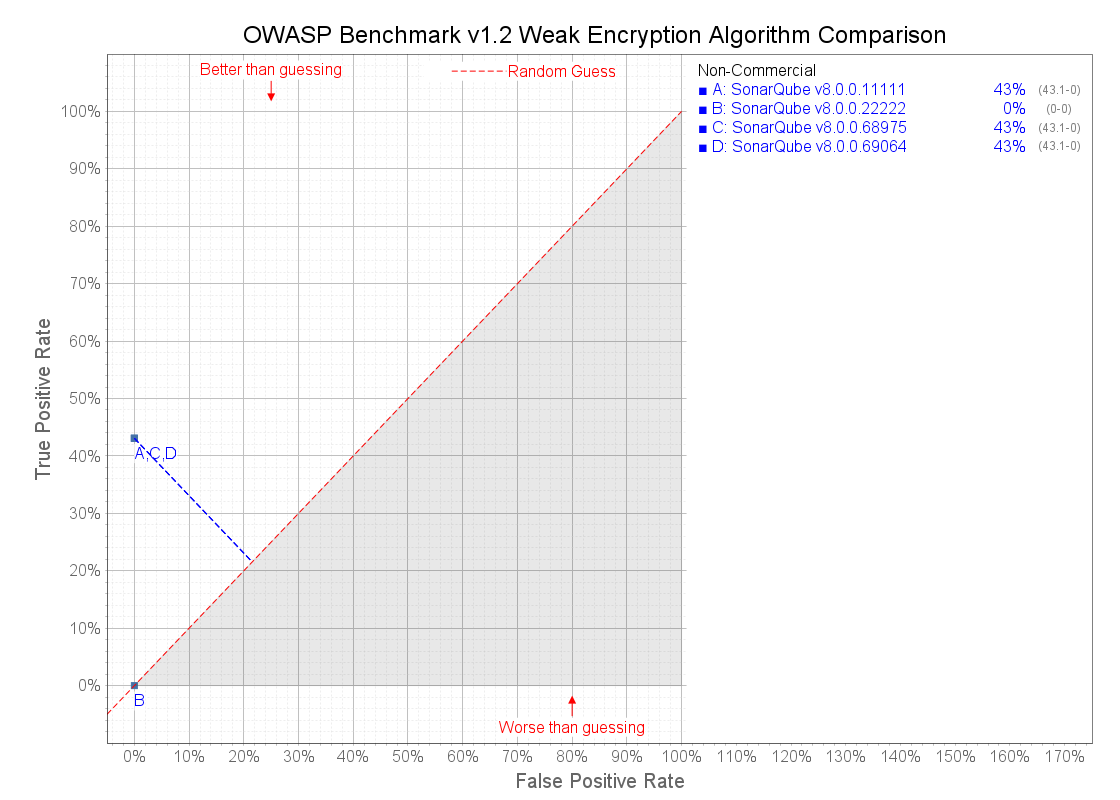 OWASP Benchmark v1.2 Weak Encryption Algorithm Comparison
Better than guessing
Random Guess
Non-Commercial
A: SonarQube v8.0.0.11111 43% (43.1-0)
B: SonarQube v8.0.0.22222 0% (0-0)
C: SonarQube v8.0.0.68975 43% (43.1-0)
D: SonarQube v8.0.0.69064 43% (43.1-0)
100%
90%
80%
70%
60%
50%
40%
30%
20%
10%
0%
True Positive Rate
A,C,D
B
Worse than guessing
0% 10% 20% 30% 40% 50% 60% 70% 80% 90% 100% 110% 120% 130% 140% 150% 160% 170%
False Positive Rate